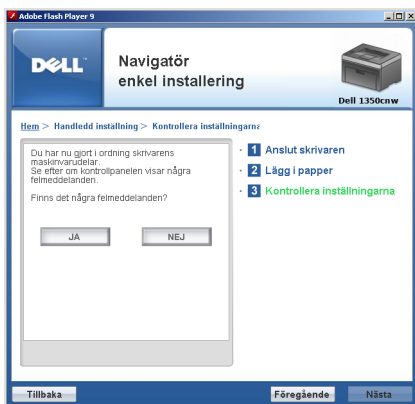 Adobe Flash Player 9
DELL
Navigatör
enkel installering
Dell 1350cnw
Hem > Handledd inställning > Kontrollera inställningarna
Du har nu gjort i ordning skrivarens
maskinvarudelar.
Se efter om kontrollpanelen visar några
felmeddelanden.
Finns det några felmeddelanden?
JA
NEJ
1 Anslut skrivaren
2 Lägg i papper
3 Kontrollera inställningarna
Tillbaka
Föregående
Nästa